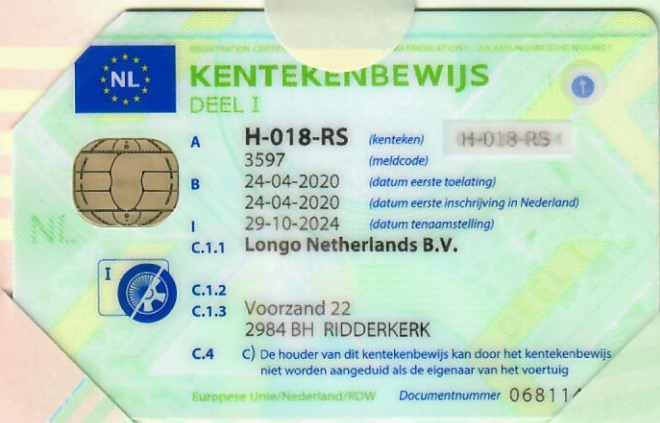 NL
KENTEKENBEWIJS
DEEL I
A H-018-RS (kenteken) H-018-RS
3597 (meldcode)
B 24-04-2020 (datum eerste toelating)
24-04-2020 (datum eerste inschrijving in Nederland)
I 29-10-2024 (datum tenaamstelling)
C.1.1 Longo Netherlands B.V.
NL
I
C.1.2
C.1.3 Voorzand 22
2984 BH RIDDERKERK
C.4 C) De houder van dit kentekenbewijs kan door het kentekenbewijs
niet worden aangeduid als de eigenaar van het voertuig
Europese Unie/Nederland/RDW Documentnummer 068114